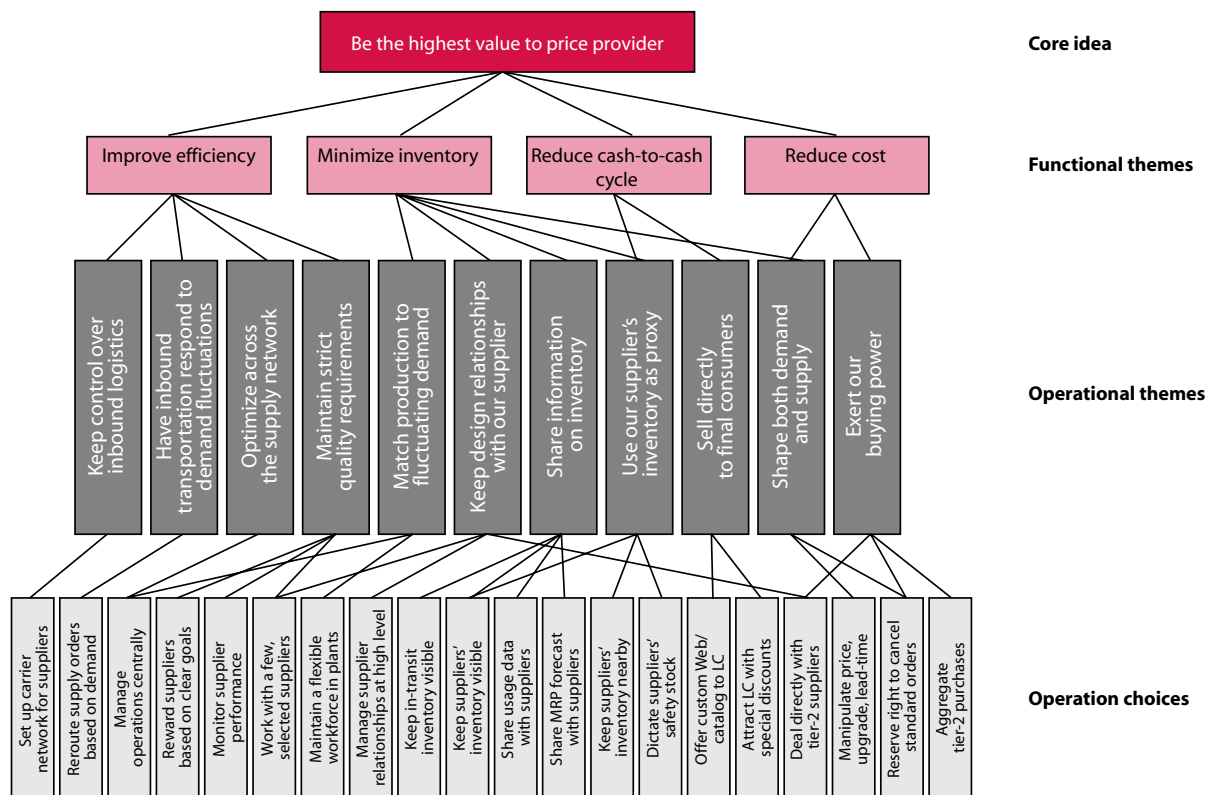 Be the highest value to price provider
Core idea
Improve efficiency
Minimize inventory
Reduce cash-to-cash
cycle
Reduce cost
Functional themes
Keep control over
inbound logistics
Have inbound
transportation respond to
demand fluctuations
Optimize across
the supply network
Maintain strict
quality requirements
Match production to
fluctuating demand
Keep design relationships
with our supplier
Share information
on inventory
Use our supplier’s
inventory as proxy
Sell directly
to final consumers
Shape both demand
and supply
Exert our
buying power
Operational themes
Set up carrier
network for suppliers
Reroute supply orders
based on demand
Manage
operations centrally
Reward suppliers
based on clear goals
Monitor supplier
performance
Work with a few,
selected suppliers
Maintain a flexible
workforce in plants
Manage supplier
relationships at high level
Keep in-transit
inventory visible
Keep suppliers’
inventory visible
Share usage data
with suppliers
Share MRP forecast
with suppliers
Keep suppliers’
inventory nearby
Dictate suppliers’
safety stock
Offer custom Web/
catalog to LC
Attract LC with
special discounts
Deal directly with
tier-2 suppliers
Manipulate price,
upgrade, lead-time
Reserve right to cancel
standard orders
Aggregate
tier-2 purchases
Operation choices